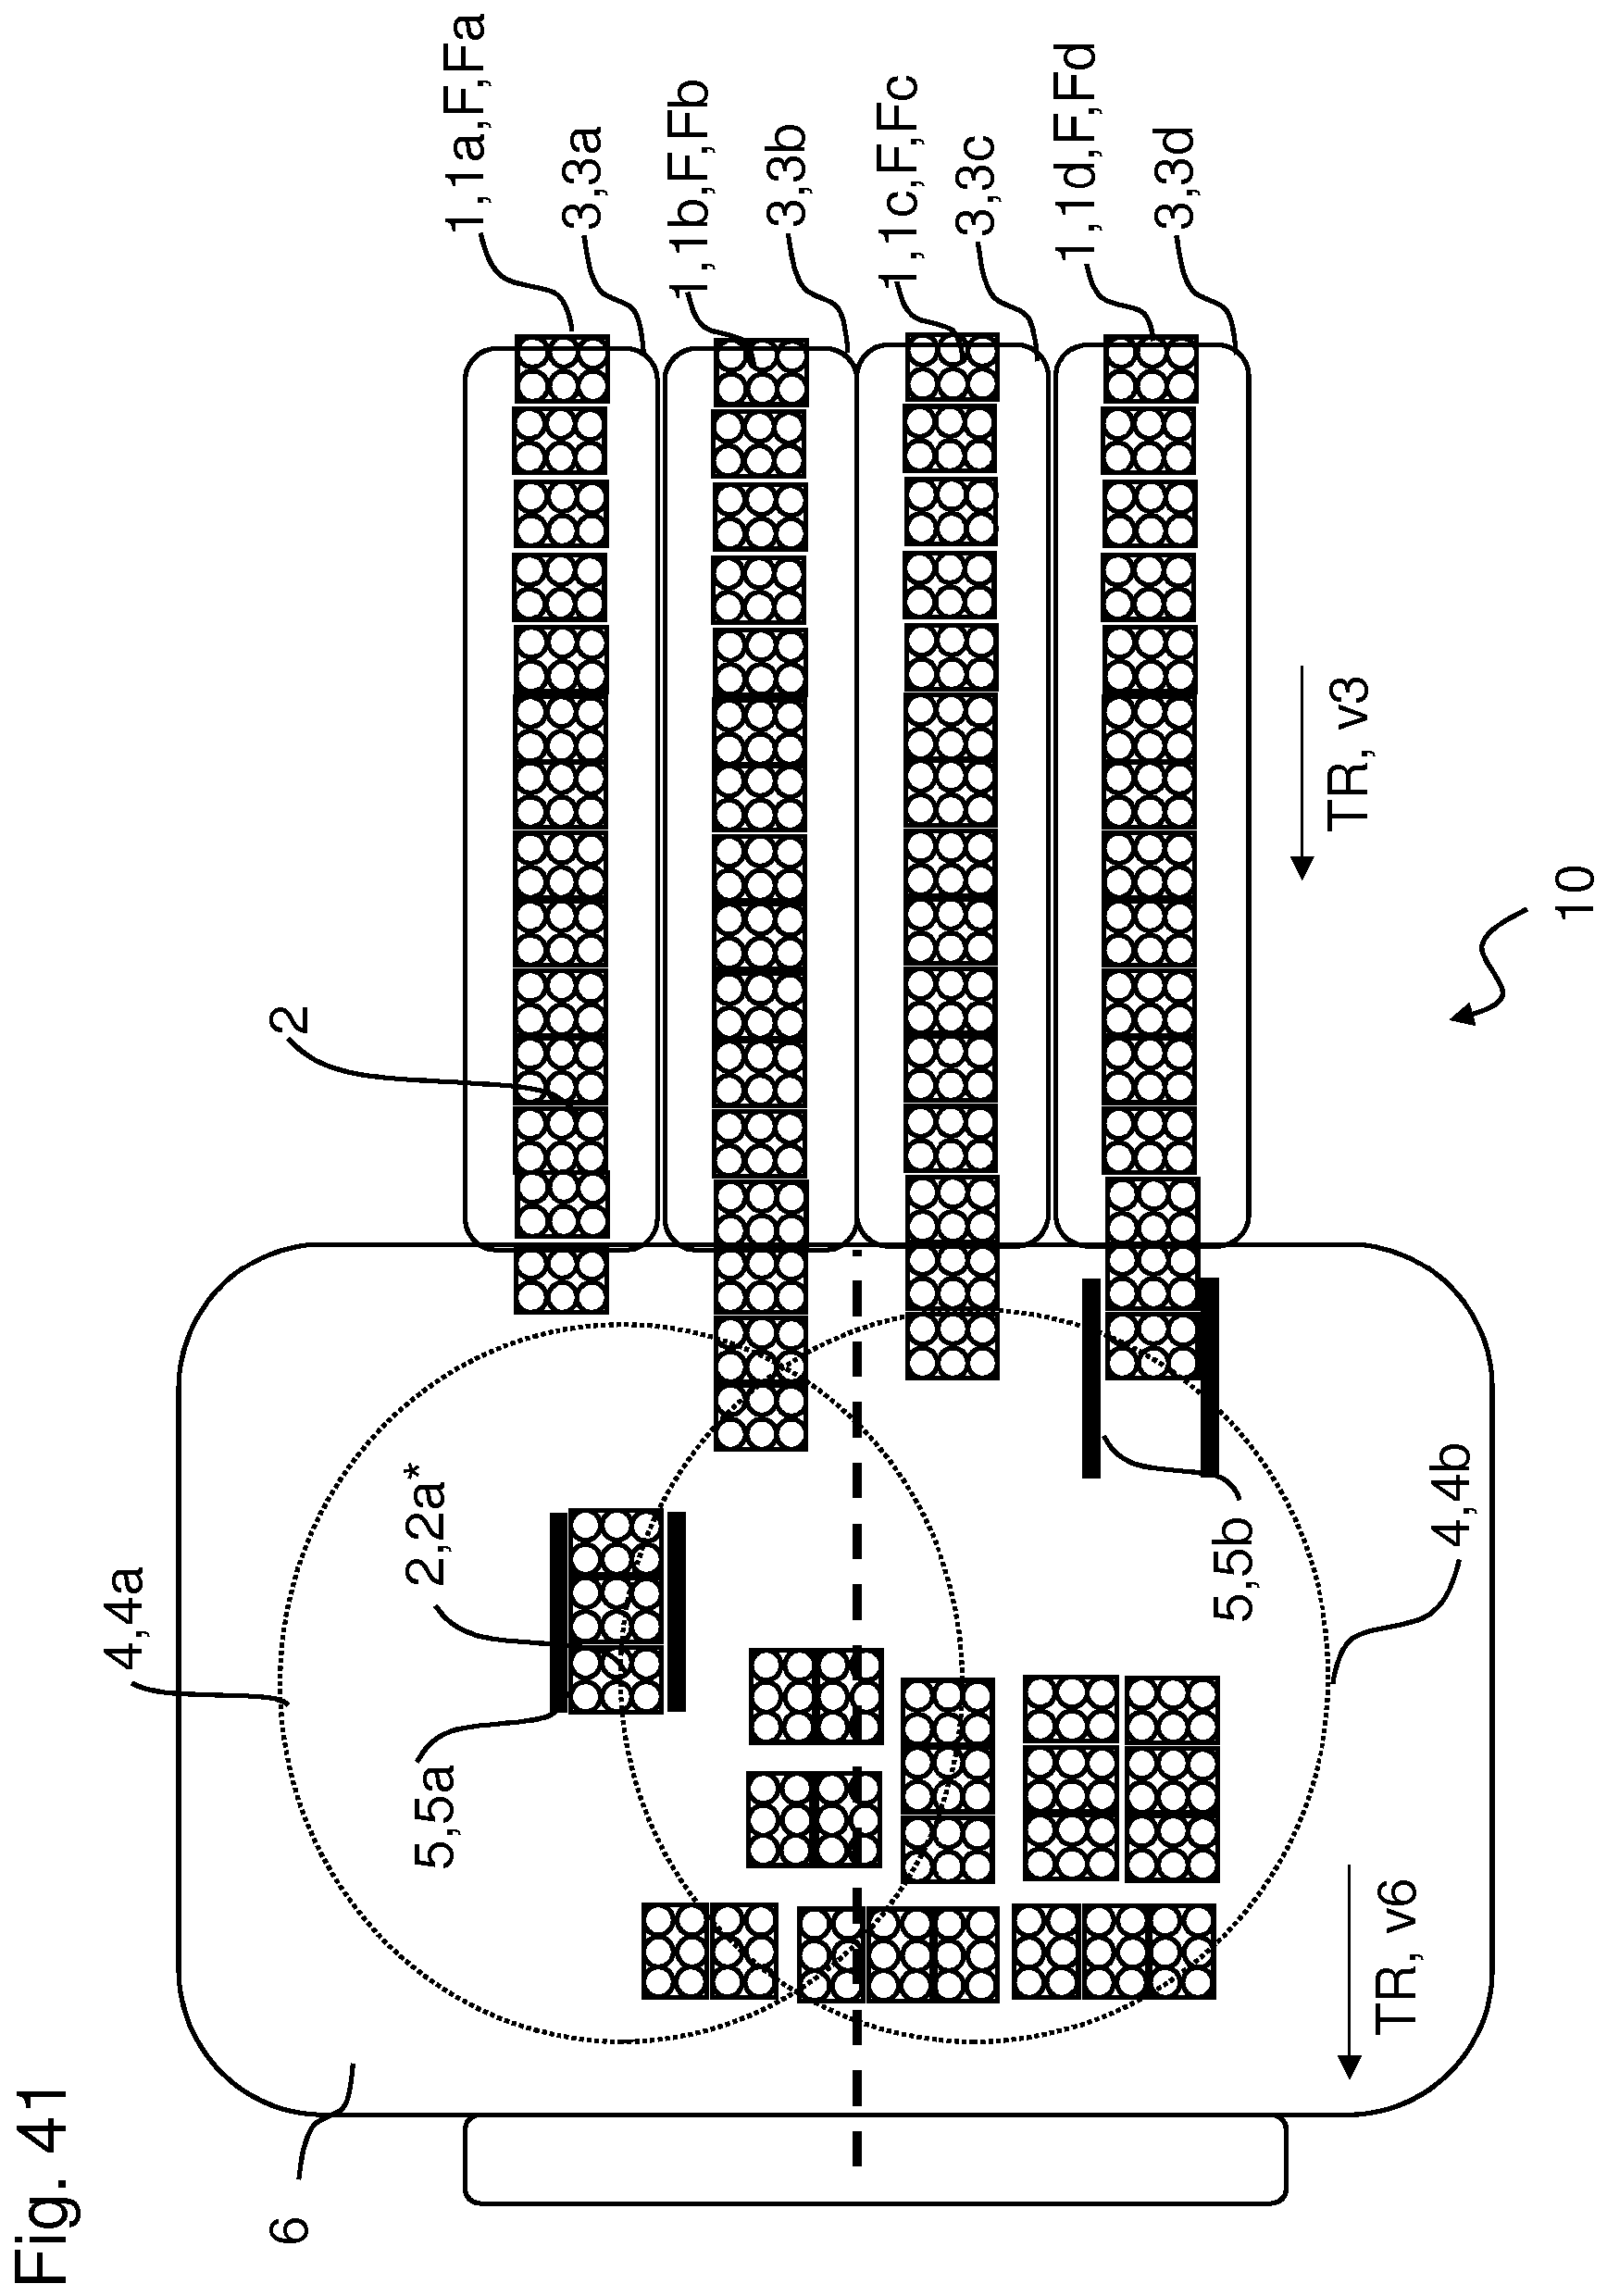 Fig. 41
6
4,4a
5,5a
2,2a*
2
1,1a,F,Fa
3,3a
1,1b,F,Fb
3,3b
1,1c,F,Fc
3,3c
1,1d,F,Fd
3,3d
5,5b
4,4b
TR, v3
TR, v6
10